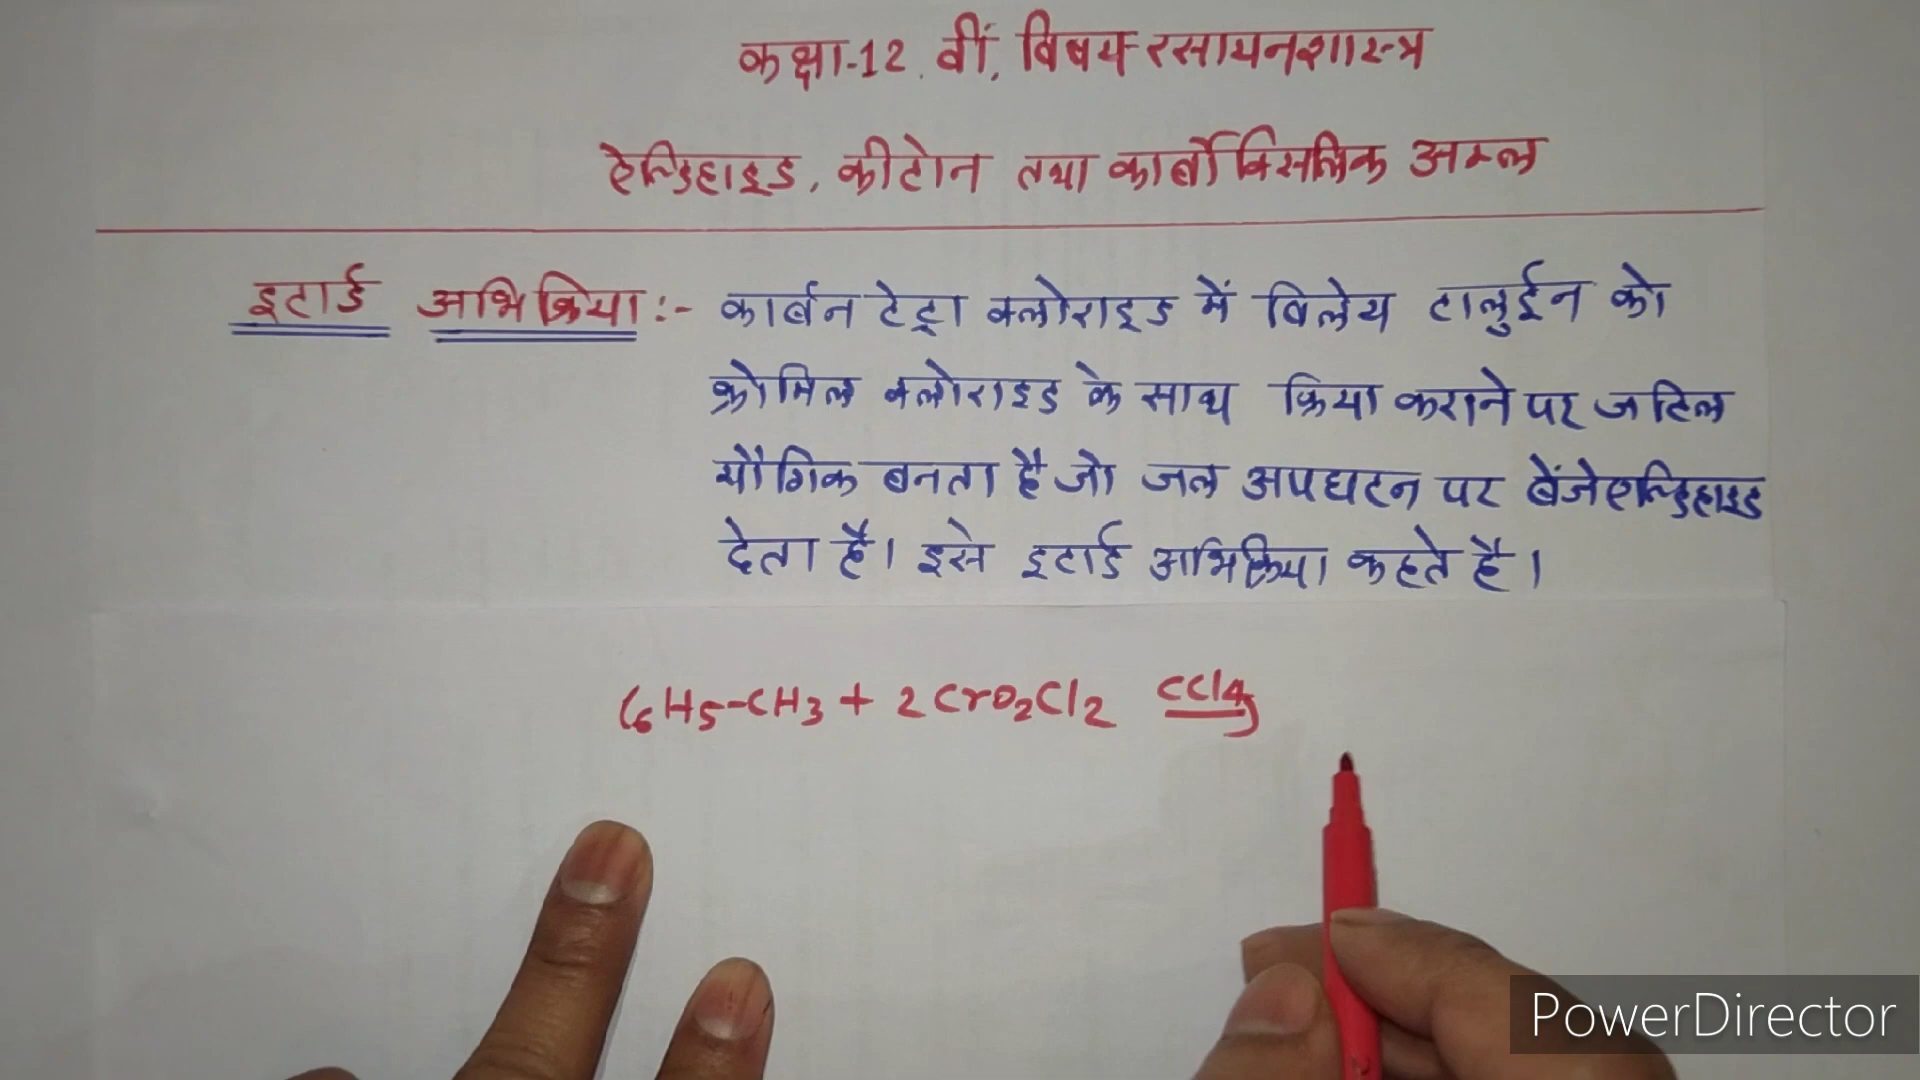 कक्षा-12.वीं. विषय-रसायनशास्त्र
ऐल्डिहाइड, कीटोन तथा कार्बोक्सिलिक अम्ल
इटार्ड अभिक्रिया:- कार्बन टेट्रा क्लोराइड में विलेय टालुईन को
क्रोमिल क्लोराइड के साथ क्रिया कराने पर जटिल
यौगिक बनता है जो जल अपघटन पर बेंजेएल्डिहाइड
देता है। इसे इटार्ड अभिक्रिया कहते है।
C6H5-CH3 + 2CrO2Cl2 CCl4
PowerDirector